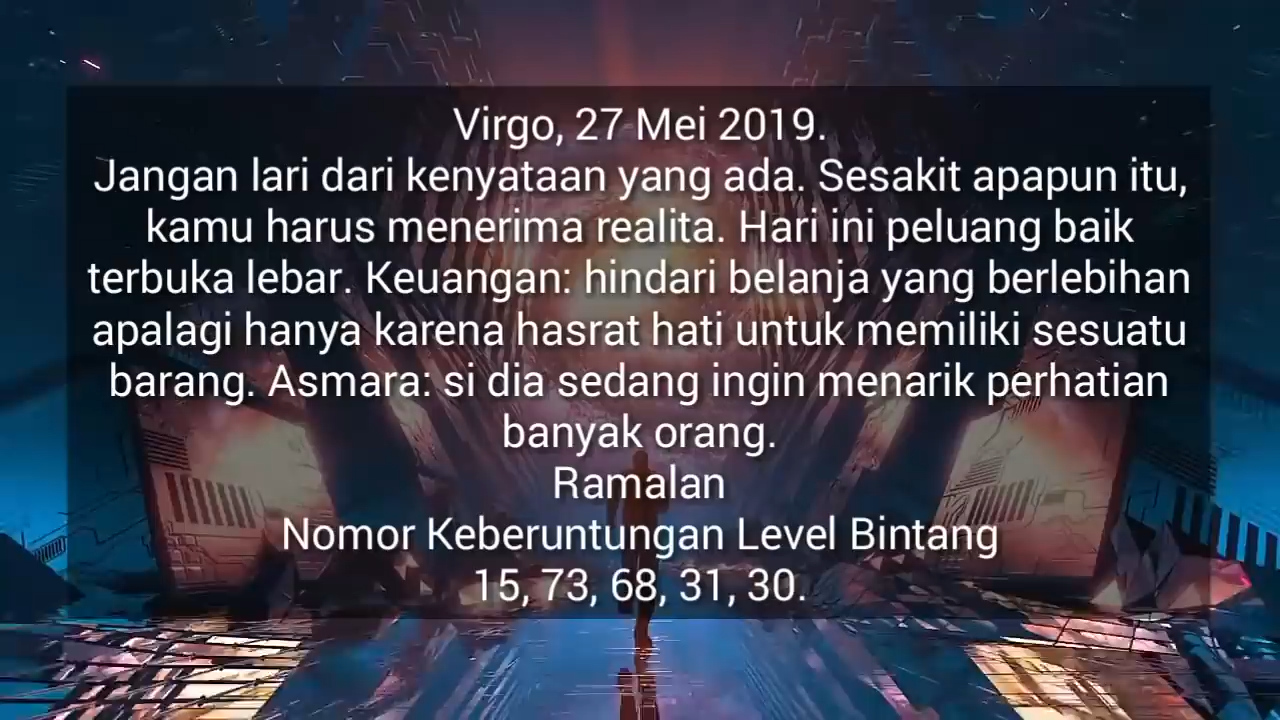 Virgo, 27 Mei 2019.
Jangan lari dari kenyataan yang ada. Sesakit apapun itu,
kamu harus menerima realita. Hari ini peluang baik
terbuka lebar. Keuangan: hindari belanja yang berlebihan
apalagi hanya karena hasrat hati untuk memiliki sesuatu
barang. Asmara: si dia sedang ingin menarik perhatian
banyak orang.
Ramalan
Nomor Keberuntungan Level Bintang
15, 73, 68, 31, 30.